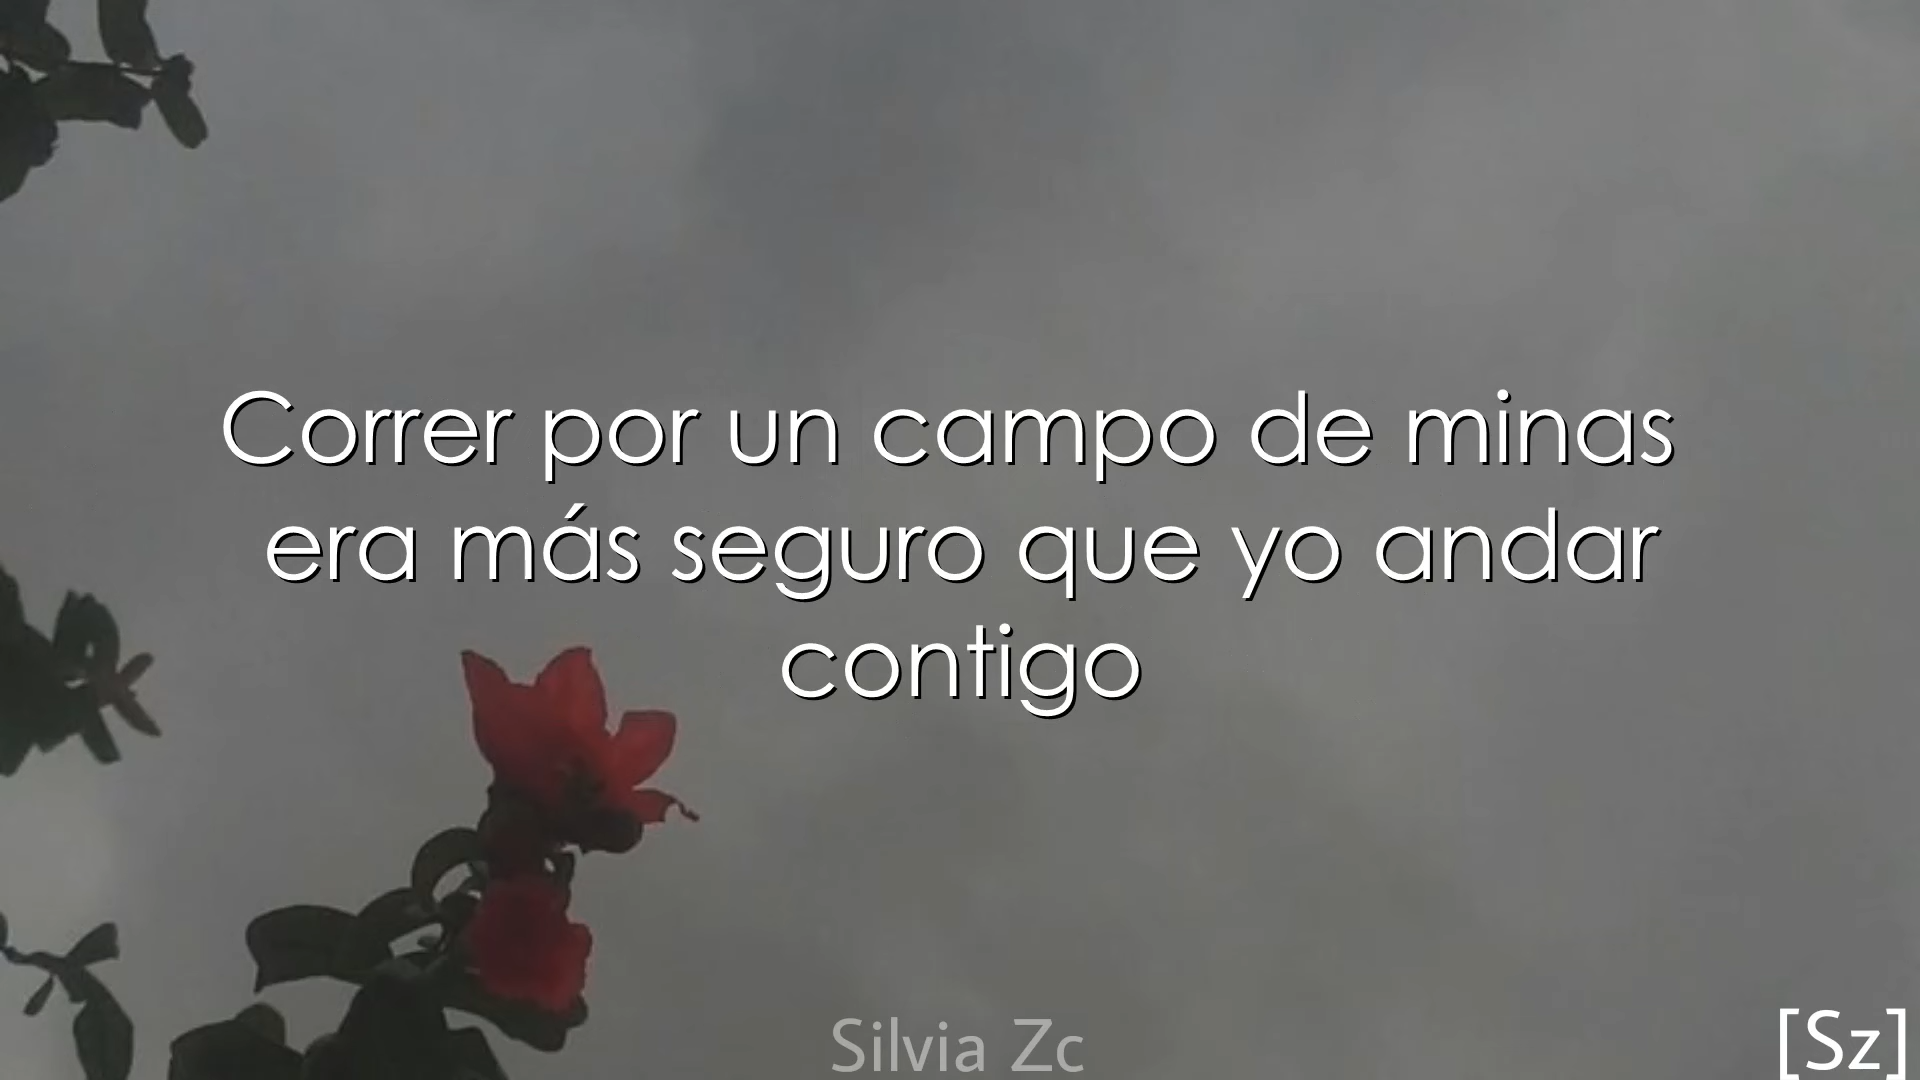 Correr por un campo de minas
era más seguro que yo andar
contigo
Silvia Zc
[Sz]